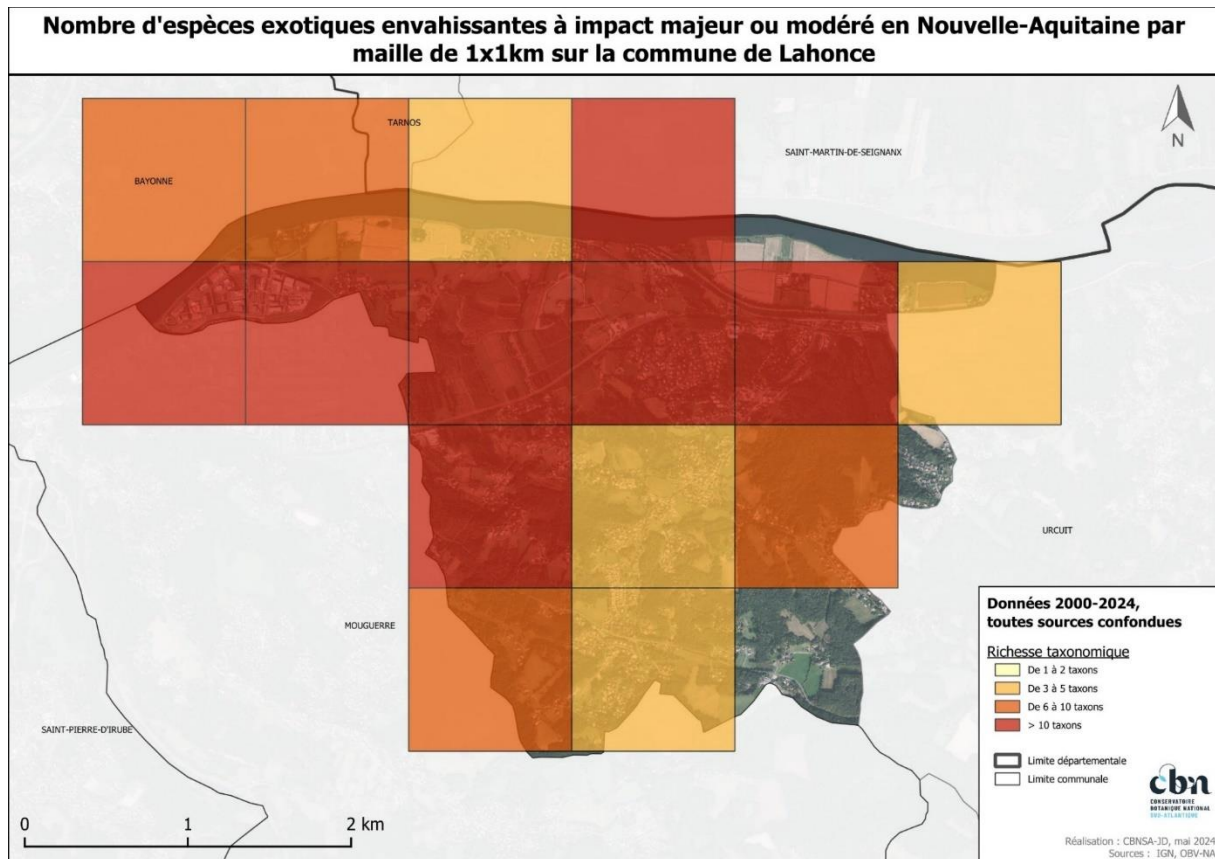 Nombre d'espèces exotiques envahissantes à impact majeur ou modéré en Nouvelle-Aquitaine par
maille de 1x1km sur la commune de Lahonce
TARNOS
SAINT-MARTIN-DE-SEIGNANX
N
BAYONNE
URCUIT
MOUGUERRE
SAINT-PIERRE-D'IRUBE
0 1 2 km
Données 2000-2024,
toutes sources confondues
Richesse taxonomique
De 1 à 2 taxons
De 3 à 5 taxons
De 6 à 10 taxons
> 10 taxons
Limite départementale
Limite communale
cbn
CONSERVATOIRE
BOTANIQUE NATIONAL
SUD-ATLANTIQUE
Réalisation : CBNSA-JD, mai 2024
Sources : IGN, OBV-NA